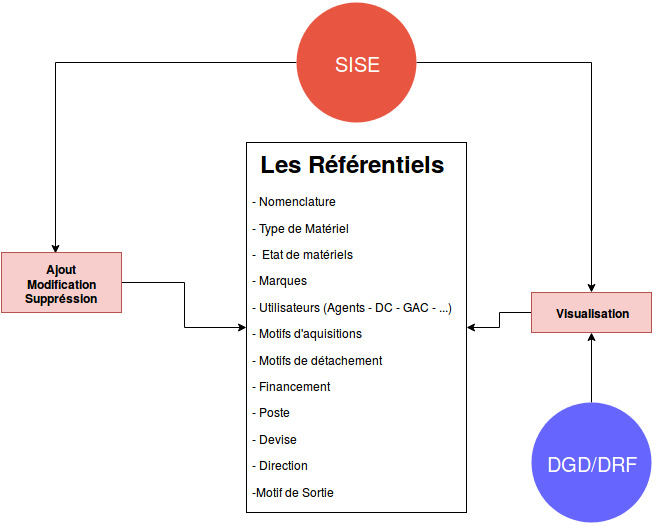 SISE
Les Référentiels
- Nomenclature
- Type de Matériel
- Etat de matériels
- Marques
- Utilisateurs (Agents - DC - GAC - ...)
- Motifs d'aquisitions
- Motifs de détachement
- Financement
- Poste
- Devise
- Direction
-Motif de Sortie
Ajout
Modification
Suppréssion
Visualisation
DGD/DRF